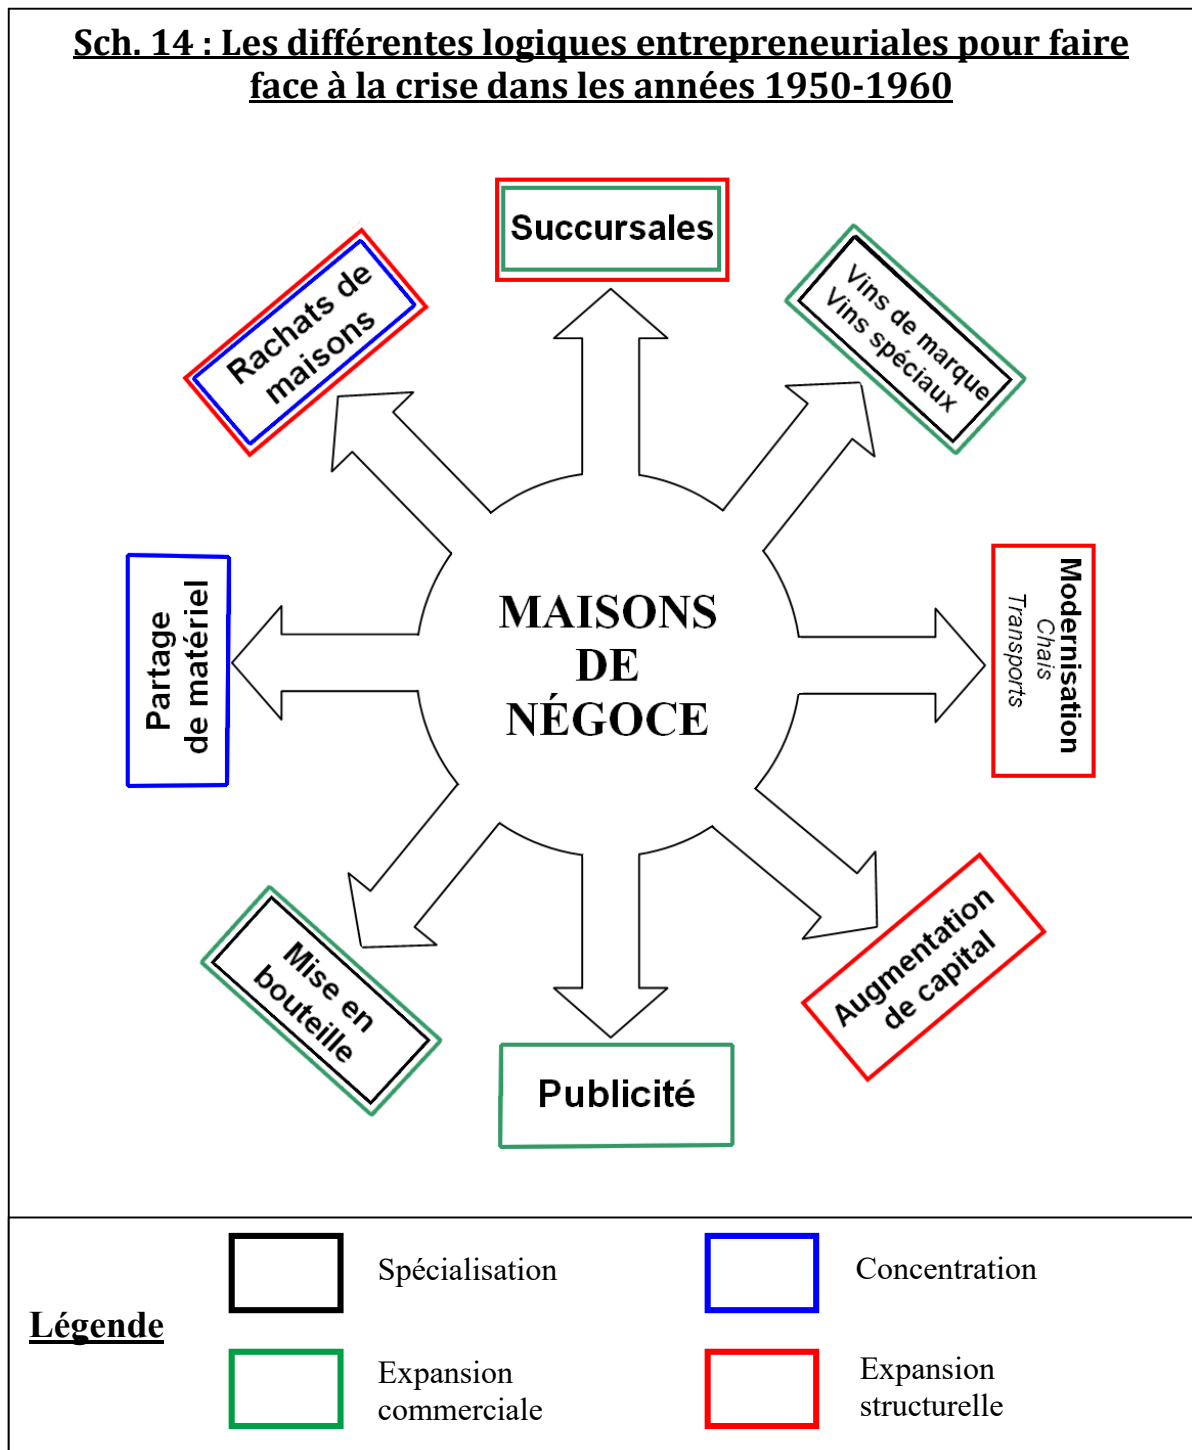 Sch. 14 : Les différentes logiques entrepreneuriales pour faire
face à la crise dans les années 1950-1960
Succursales
Vins de marque
Vins spéciaux
Rachats de
maisons
MAISONS
DE
NÉGOCE
Modernisation
Chais
Transports
Partage
de matériel
Augmentation
de capital
Mise en
bouteille
Publicité
Légende
Spécialisation
Concentration
Expansion
commerciale
Expansion
structurelle